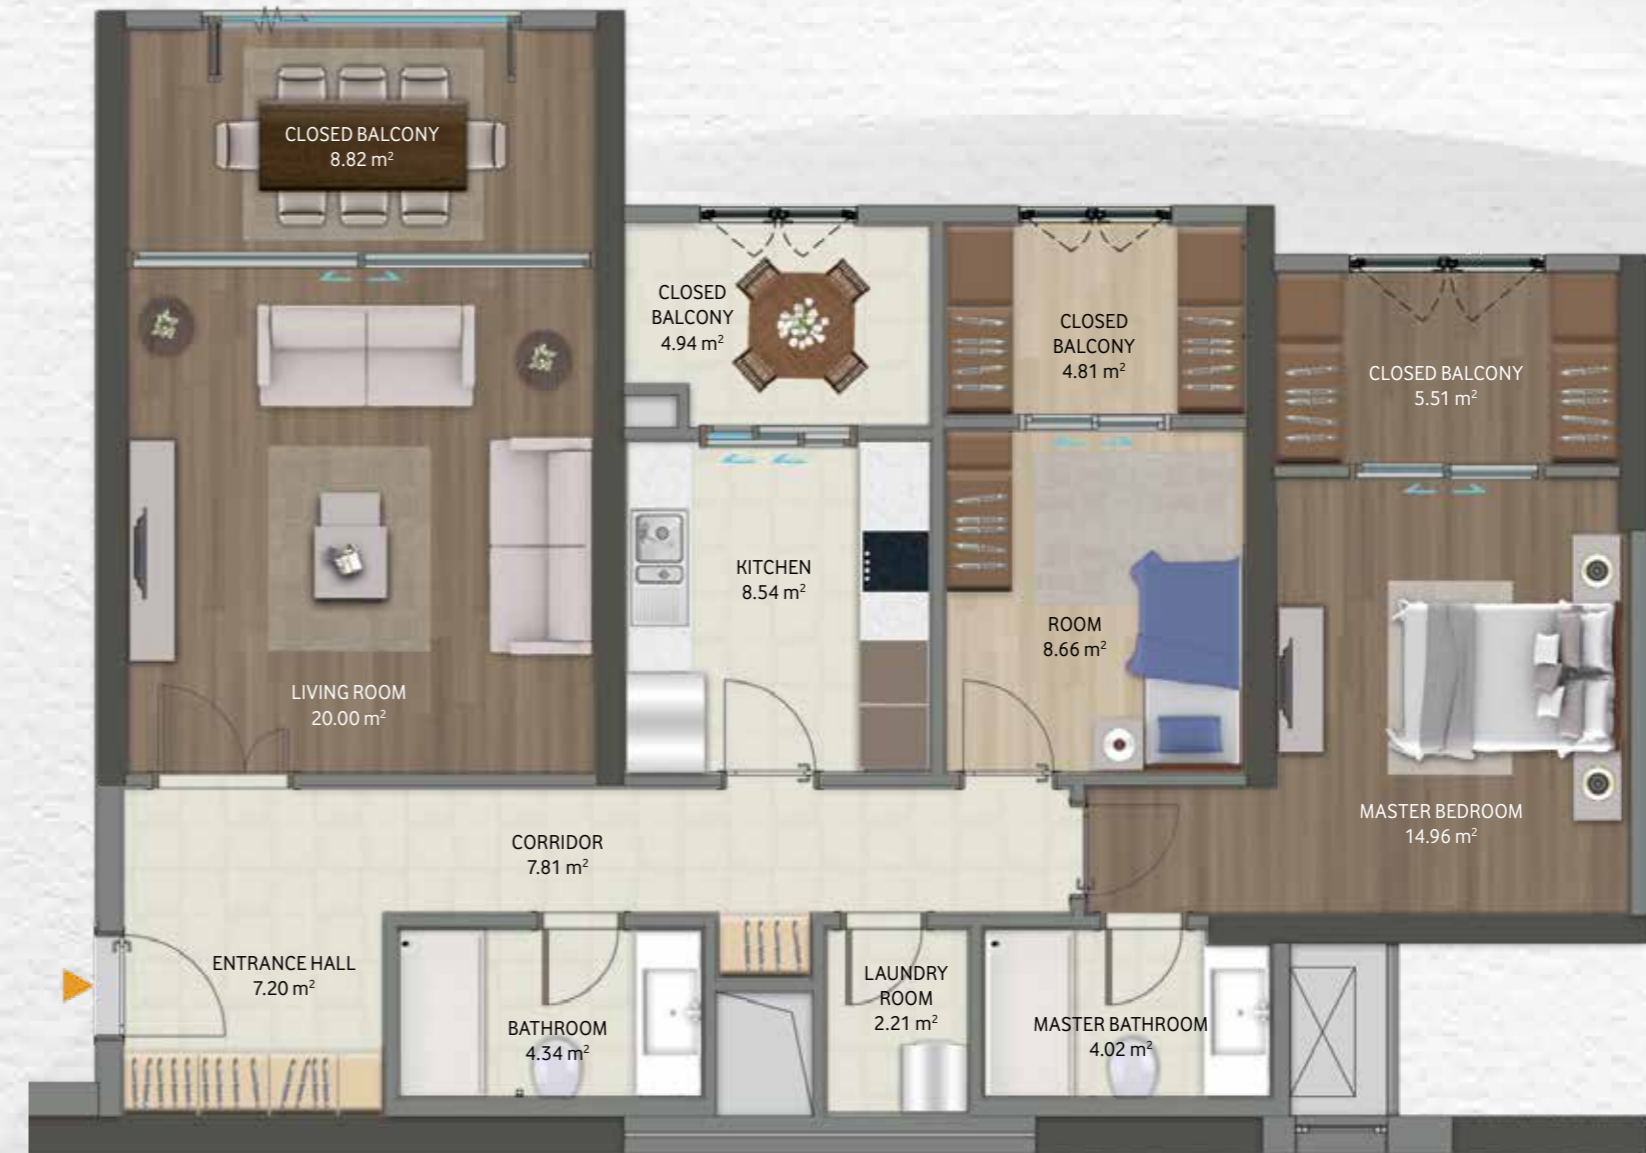 CLOSED BALCONY
8.82 m²
CLOSED
BALCONY
4.94 m²
CLOSED
BALCONY
4.81 m²
CLOSED BALCONY
5.51 m²
KITCHEN
8.54 m²
ROOM
8.66 m²
LIVING ROOM
20.00 m²
MASTER BEDROOM
14.96 m²
CORRIDOR
7.81 m²
ENTRANCE HALL
7.20 m²
BATHROOM
4.34 m²
LAUNDRY
ROOM
2.21 m²
MASTER BATHROOM
4.02 m²